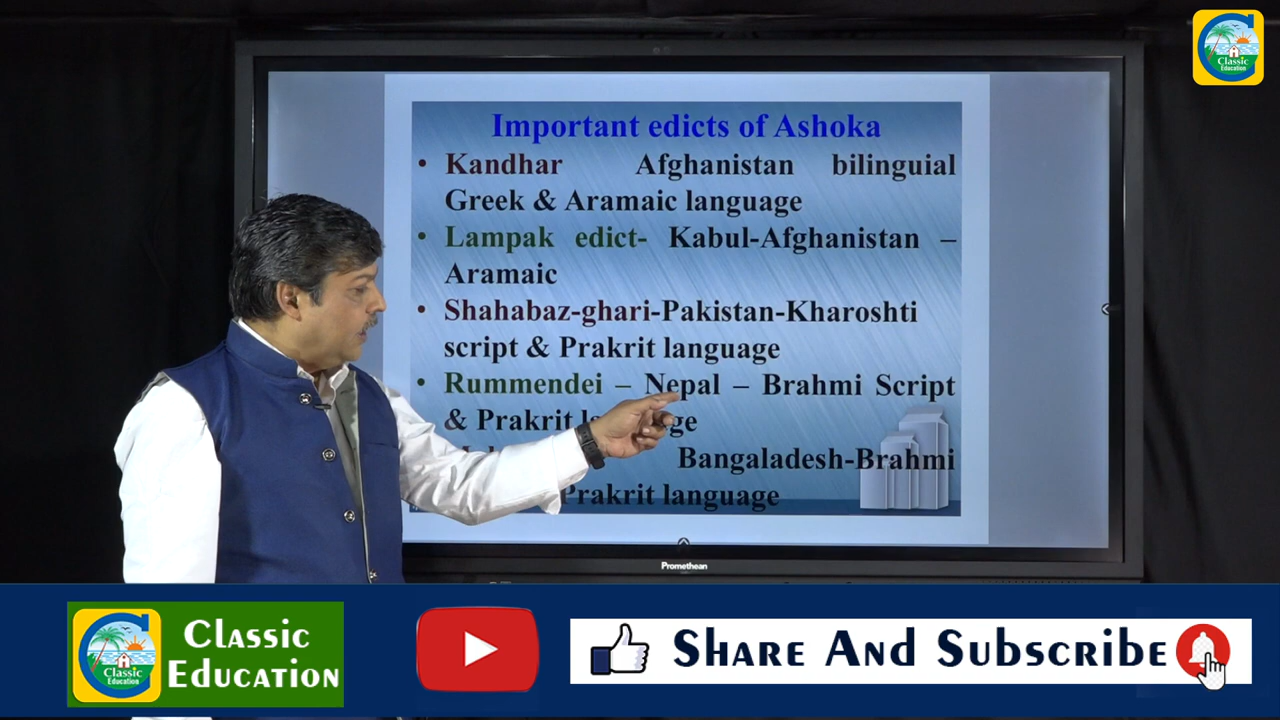 Classic
Education
Important edicts of Ashoka
• Kandhar Afghanistan bilinguial
Greek & Aramaic language
• Lampak edict- Kabul-Afghanistan –
Aramaic
• Shahabaz-ghari-Pakistan-Kharoshti
script & Prakrit language
• Rummendei – Nepal – Brahmi Script
& Prakrit
Bangaladesh-Brahmi
Prakrit language
Promethean
Classic
Education
Classic
Education
Share And Subscribe